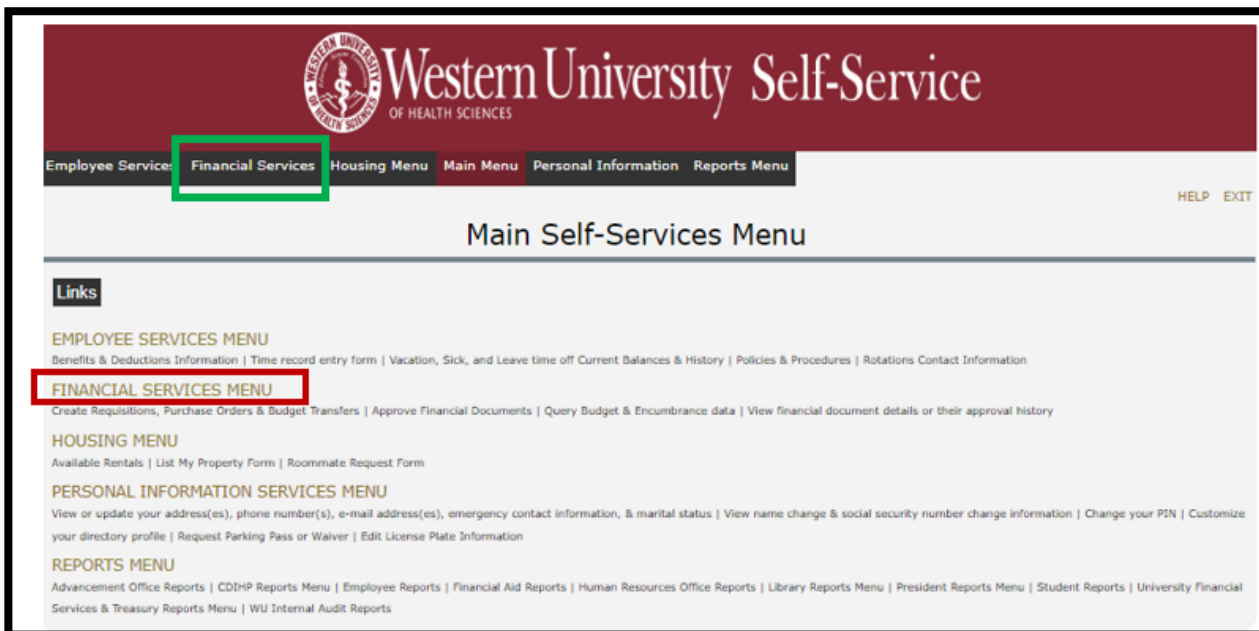 Western University Self-Service
OF HEALTH SCIENCES
Employee Services Financial Services Housing Menu Main Menu Personal Information Reports Menu
HELP EXIT
Main Self-Services Menu
Links
EMPLOYEE SERVICES MENU
Benefits & Deductions Information | Time record entry form | Vacation, Sick, and Leave time off Current Balances & History | Policies & Procedures | Rotations Contact Information
FINANCIAL SERVICES MENU
Create Requisitions, Purchase Orders & Budget Transfers | Approve Financial Documents | Query Budget & Encumbrance data | View financial document details or their approval history
HOUSING MENU
Available Rentals | List My Property Form | Roommate Request Form
PERSONAL INFORMATION SERVICES MENU
View or update your address(es), phone number(s), e-mail address(es), emergency contact information, & marital status | View name change & social security number change information | Change your PIN | Customize
your directory profile | Request Parking Pass or Waiver | Edit License Plate Information
REPORTS MENU
Advancement Office Reports | CDIHP Reports Menu | Employee Reports | Financial Aid Reports | Human Resources Office Reports | Library Reports Menu | President Reports Menu | Student Reports | University Financial
Services & Treasury Reports Menu | WU Internal Audit Reports